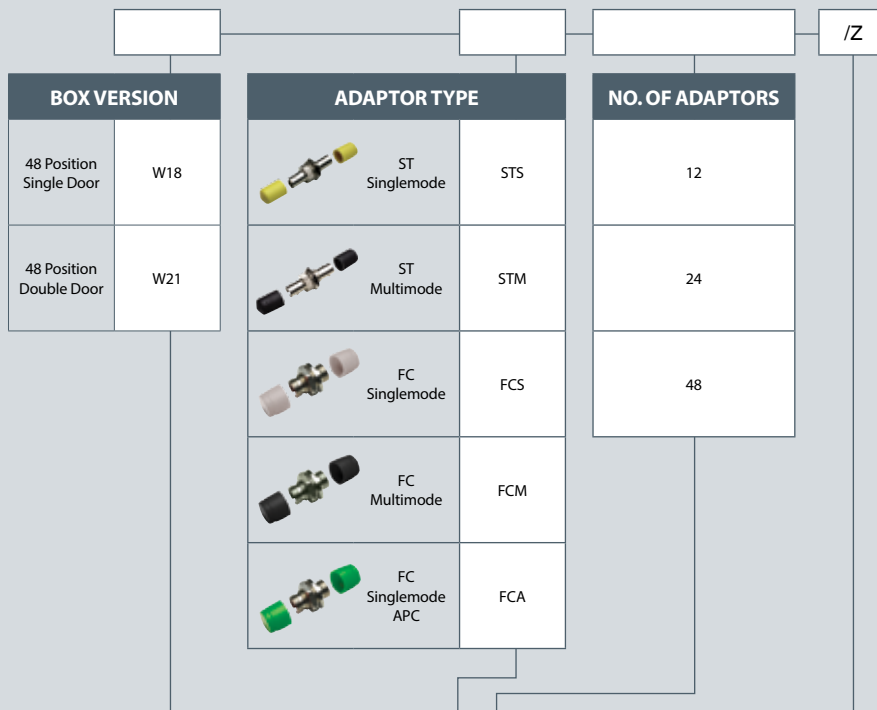 /Z
BOX VERSION
48 Position
Single Door
W18
48 Position
Double Door
W21
ADAPTOR TYPE
ST
Singlemode
STS
ST
Multimode
STM
FC
Singlemode
FCS
FC
Multimode
FCM
FC
Singlemode
APC
FCA
NO. OF ADAPTORS
12
24
48